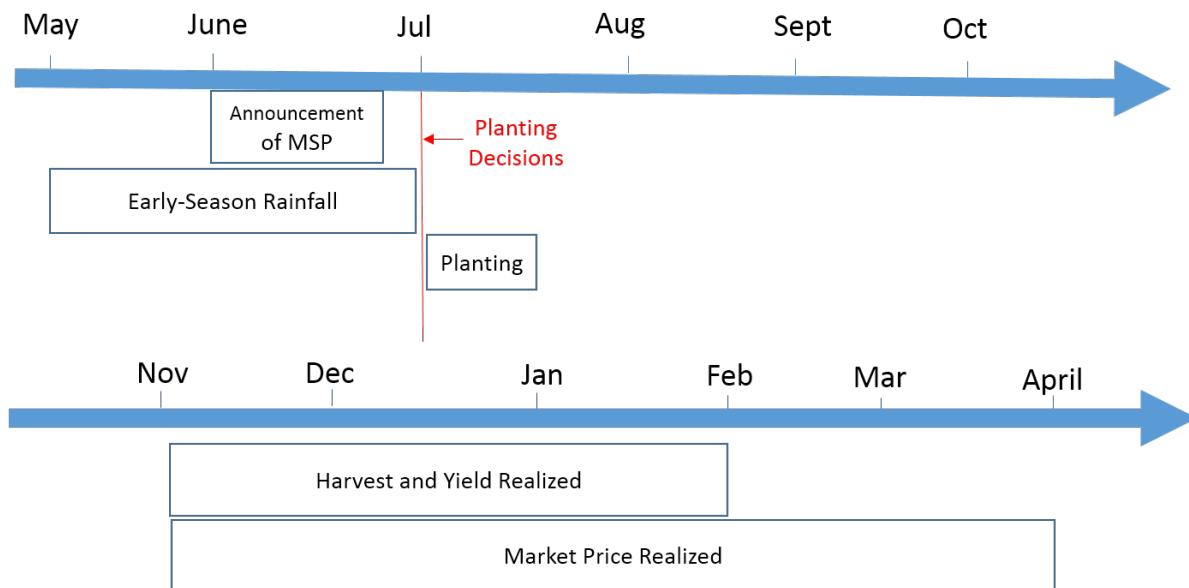 May
June
Jul
Aug
Sept
Oct
Announcement
of MSP
Planting
Decisions
Early-Season Rainfall
Planting
Nov
Dec
Jan
Feb
Mar
April
Harvest and Yield Realized
Market Price Realized